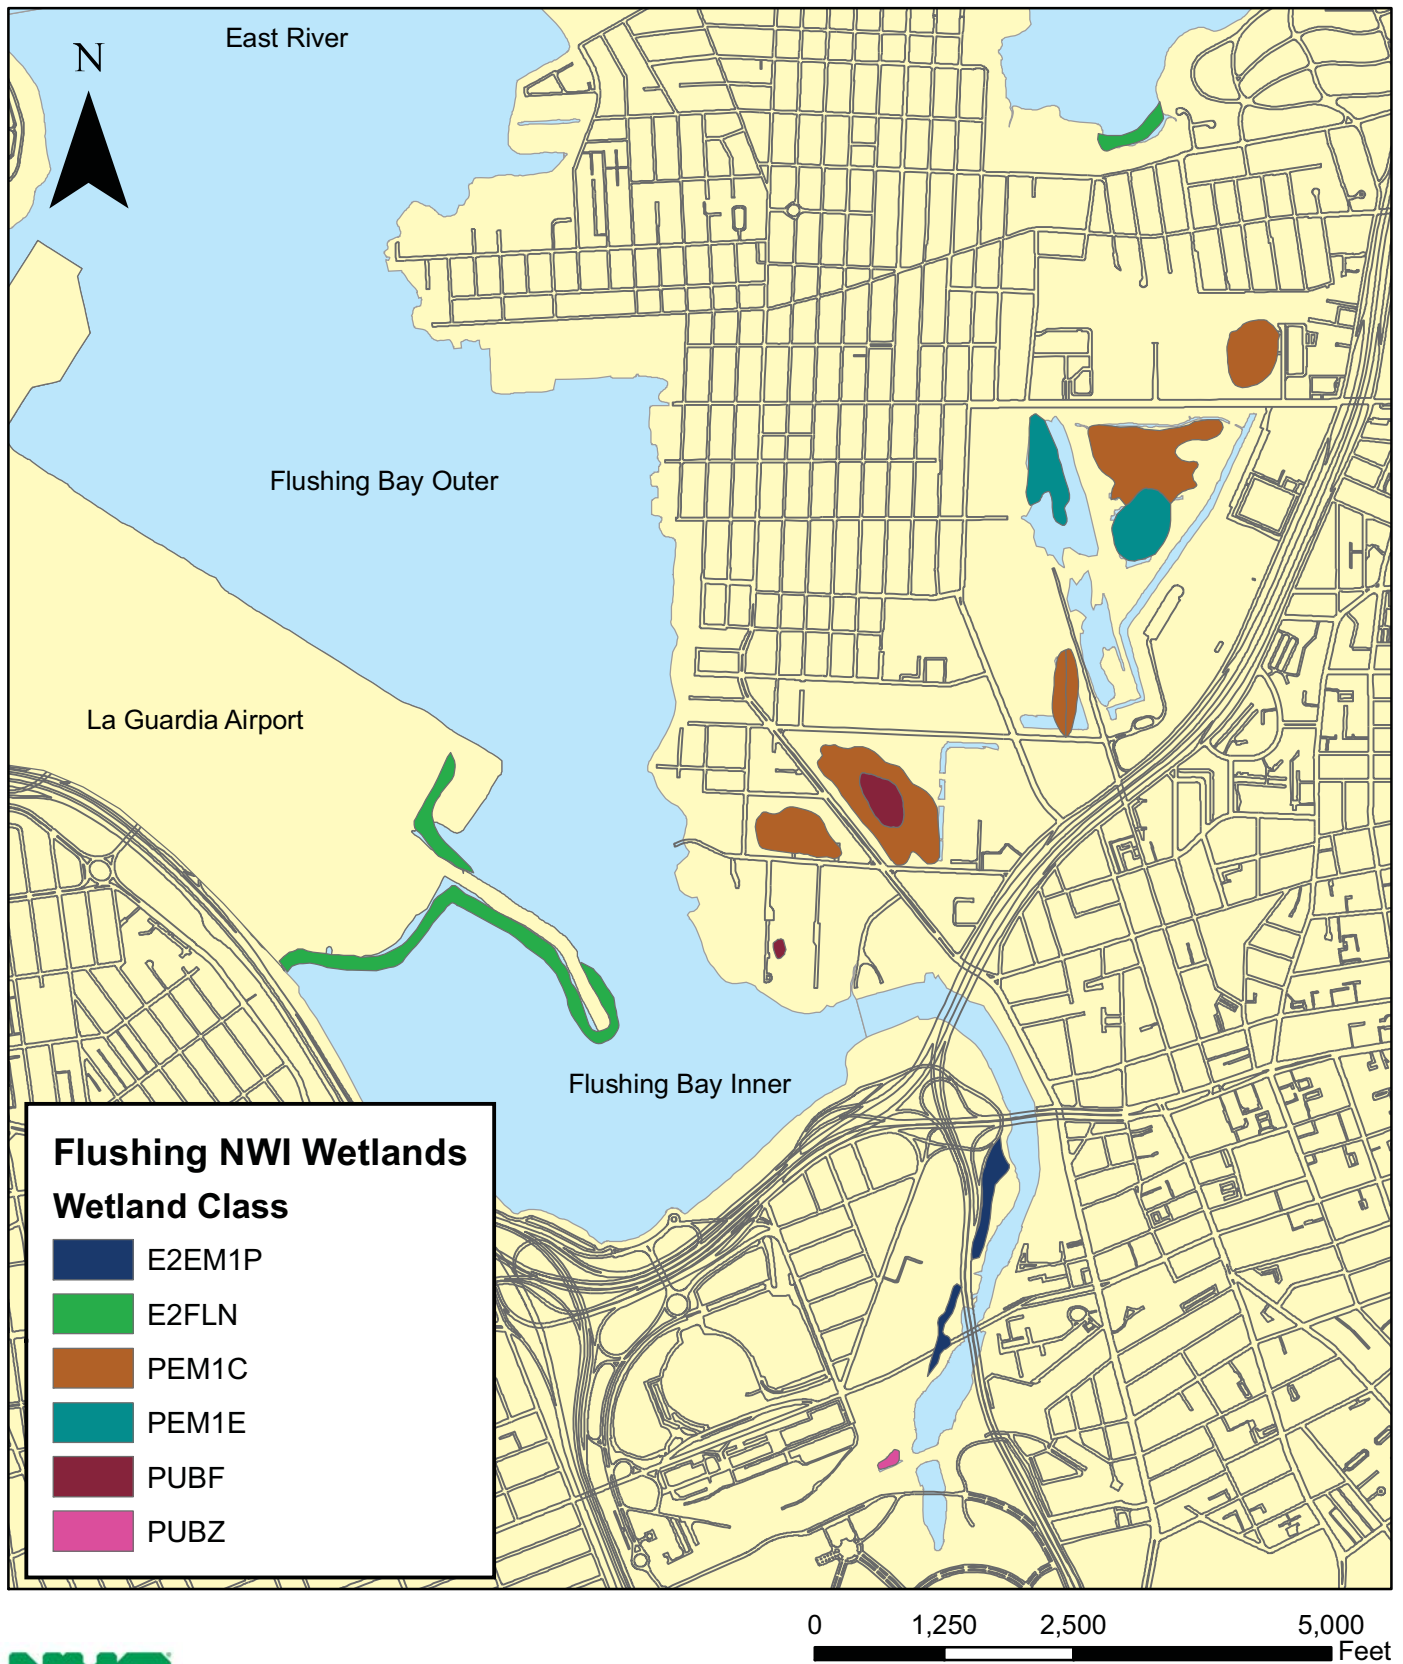 East River
N
Flushing Bay Outer
La Guardia Airport
Flushing Bay Inner
Flushing NWI Wetlands
Wetland Class
E2EM1P
E2FLN
PEM1C
PEM1E
PUBF
PUBZ
0 1,250 2,500 5,000
Feet